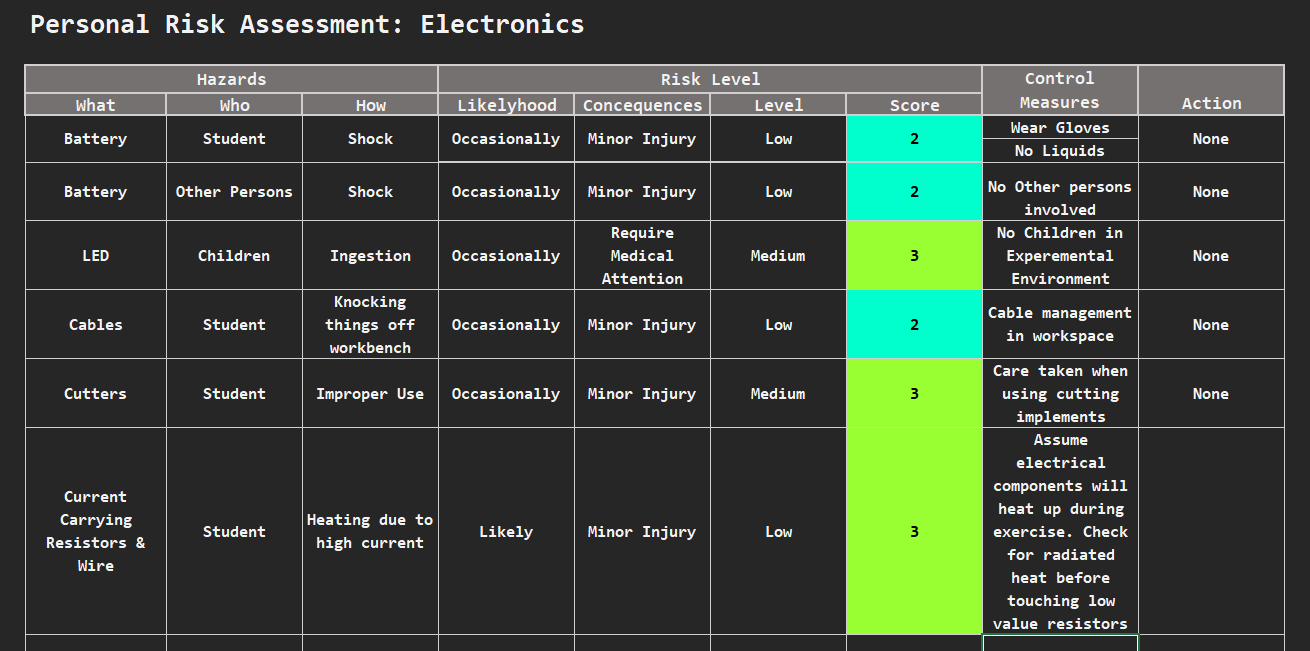 Personal Risk Assessment: Electronics
Hazards Risk Level Control Measures Action
What Who How Likelyhood Concequences Level Score
Battery Student Shock Occasionally Minor Injury Low 2 Wear Gloves None
No Liquids
Battery Other Persons Shock Occasionally Minor Injury Low 2 No Other persons None
involved
LED Children Ingestion Occasionally Require Medical Attention Medium 3 No Children in Experemental Environment None
Cables Student Knocking things off workbench Occasionally Minor Injury Low 2 Cable management in workspace None
Cutters Student Improper Use Occasionally Minor Injury Medium 3 Care taken when using cutting implements None
Current Carrying Resistors & Wire Student Heating due to high current Likely Minor Injury Low 3 Assume electrical components will heat up during exercise. Check for radiated heat before touching low value resistors